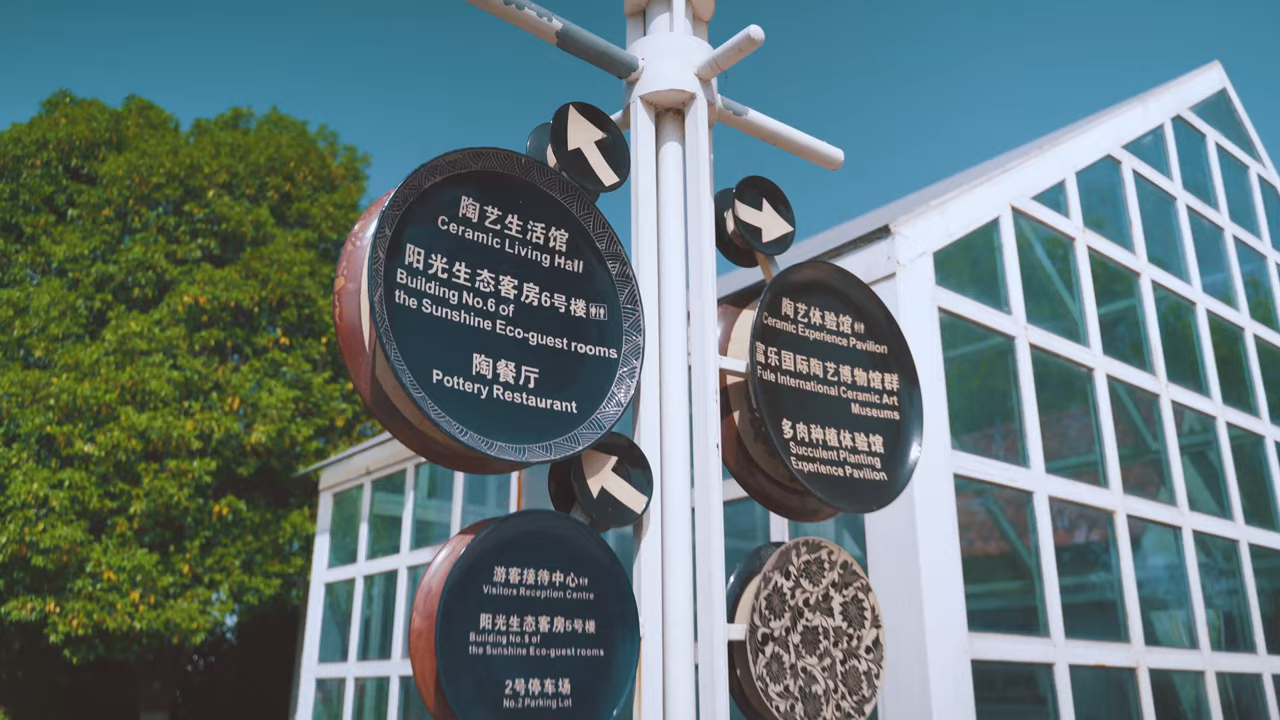 陶艺生活馆
Ceramic Living Hall
阳光生态客房6号楼
Building No.6 of
the Sunshine Eco-guest rooms
陶餐厅
Pottery Restaurant
陶艺体验馆
Ceramic Experience Pavilion
富乐国际陶艺博物馆群
Fule International Ceramic Art
Museums
多肉种植体验馆
Succulent Planting
Experience Pavilion
游客接待中心
Visitors Reception Centre
阳光生态客房5号楼
Building No.5 of
the Sunshine Eco-guest rooms
2号停车场
No.2 Parking Lot